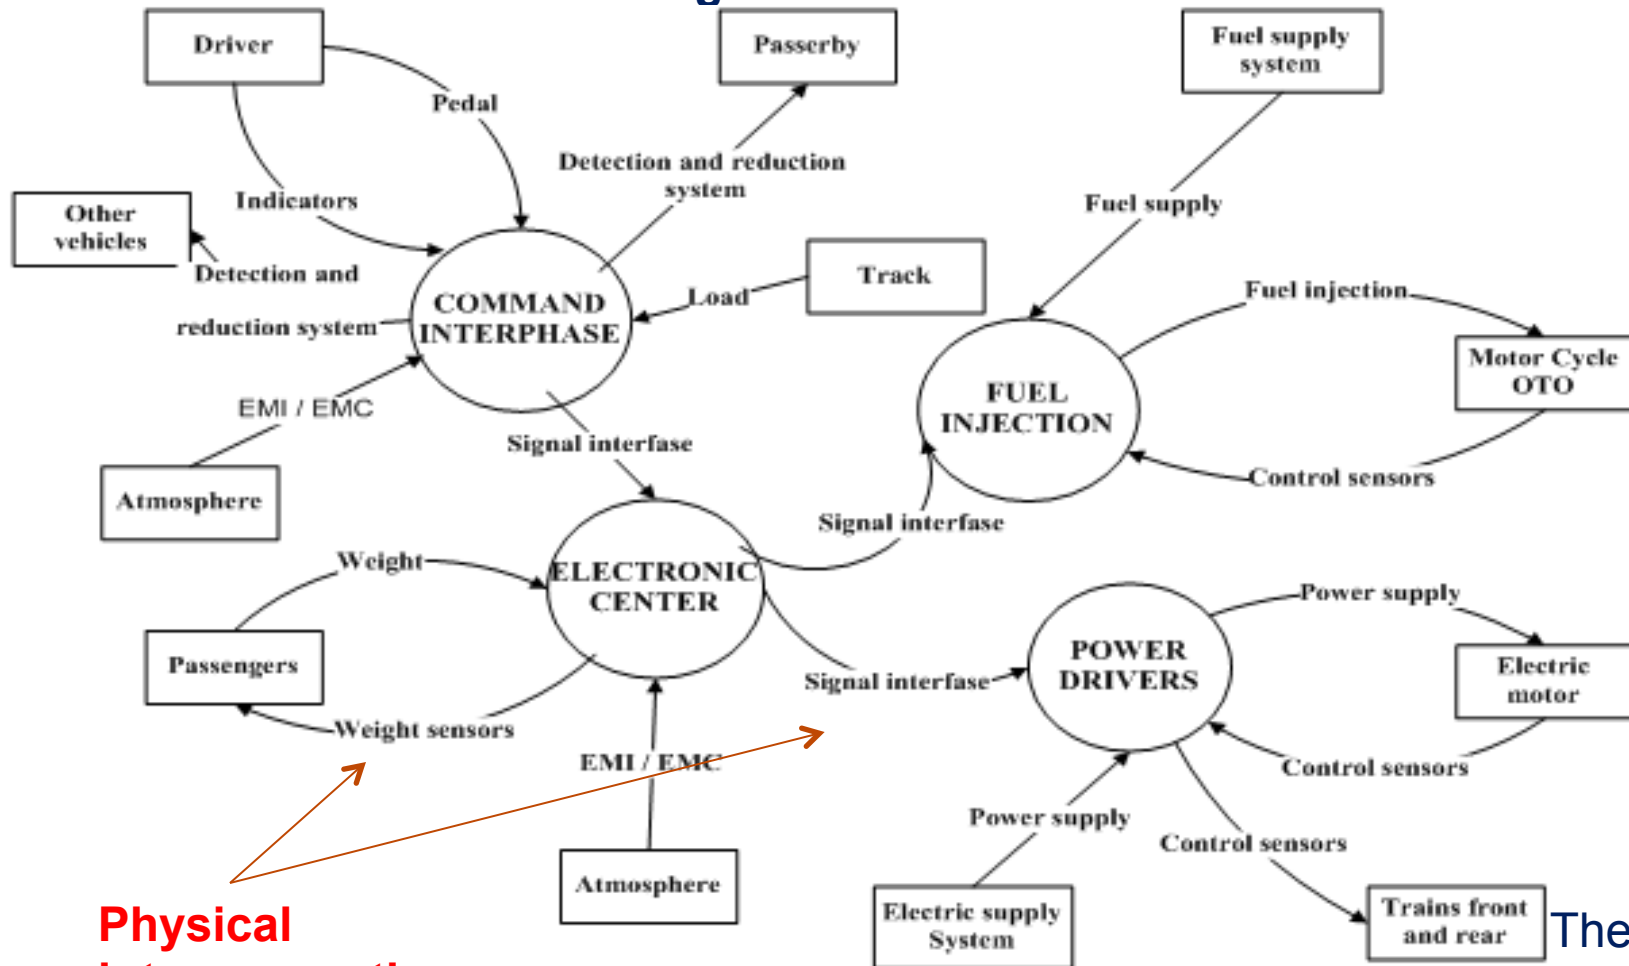 Driver
Passerby
Fuel supply
system
Pedal
Detection and reduction
system
Indicators
Fuel supply
Other
vehicles
Detection and
reduction system
COMMAND
INTERPHASE
Load
Track
Fuel injection
Motor Cycle
OTO
FUEL
INJECTION
EMI / EMC
Signal interfase
Control sensors
Atmosphere
Signal interfase
Weight
ELECTRONIC
CENTER
Power supply
Passengers
POWER
DRIVERS
Electric
motor
Signal interfase
Weight sensors
EMI / EMC
Control sensors
Power supply
Control sensors
Atmosphere
Electric supply
System
Trains front
and rear
The
Physical